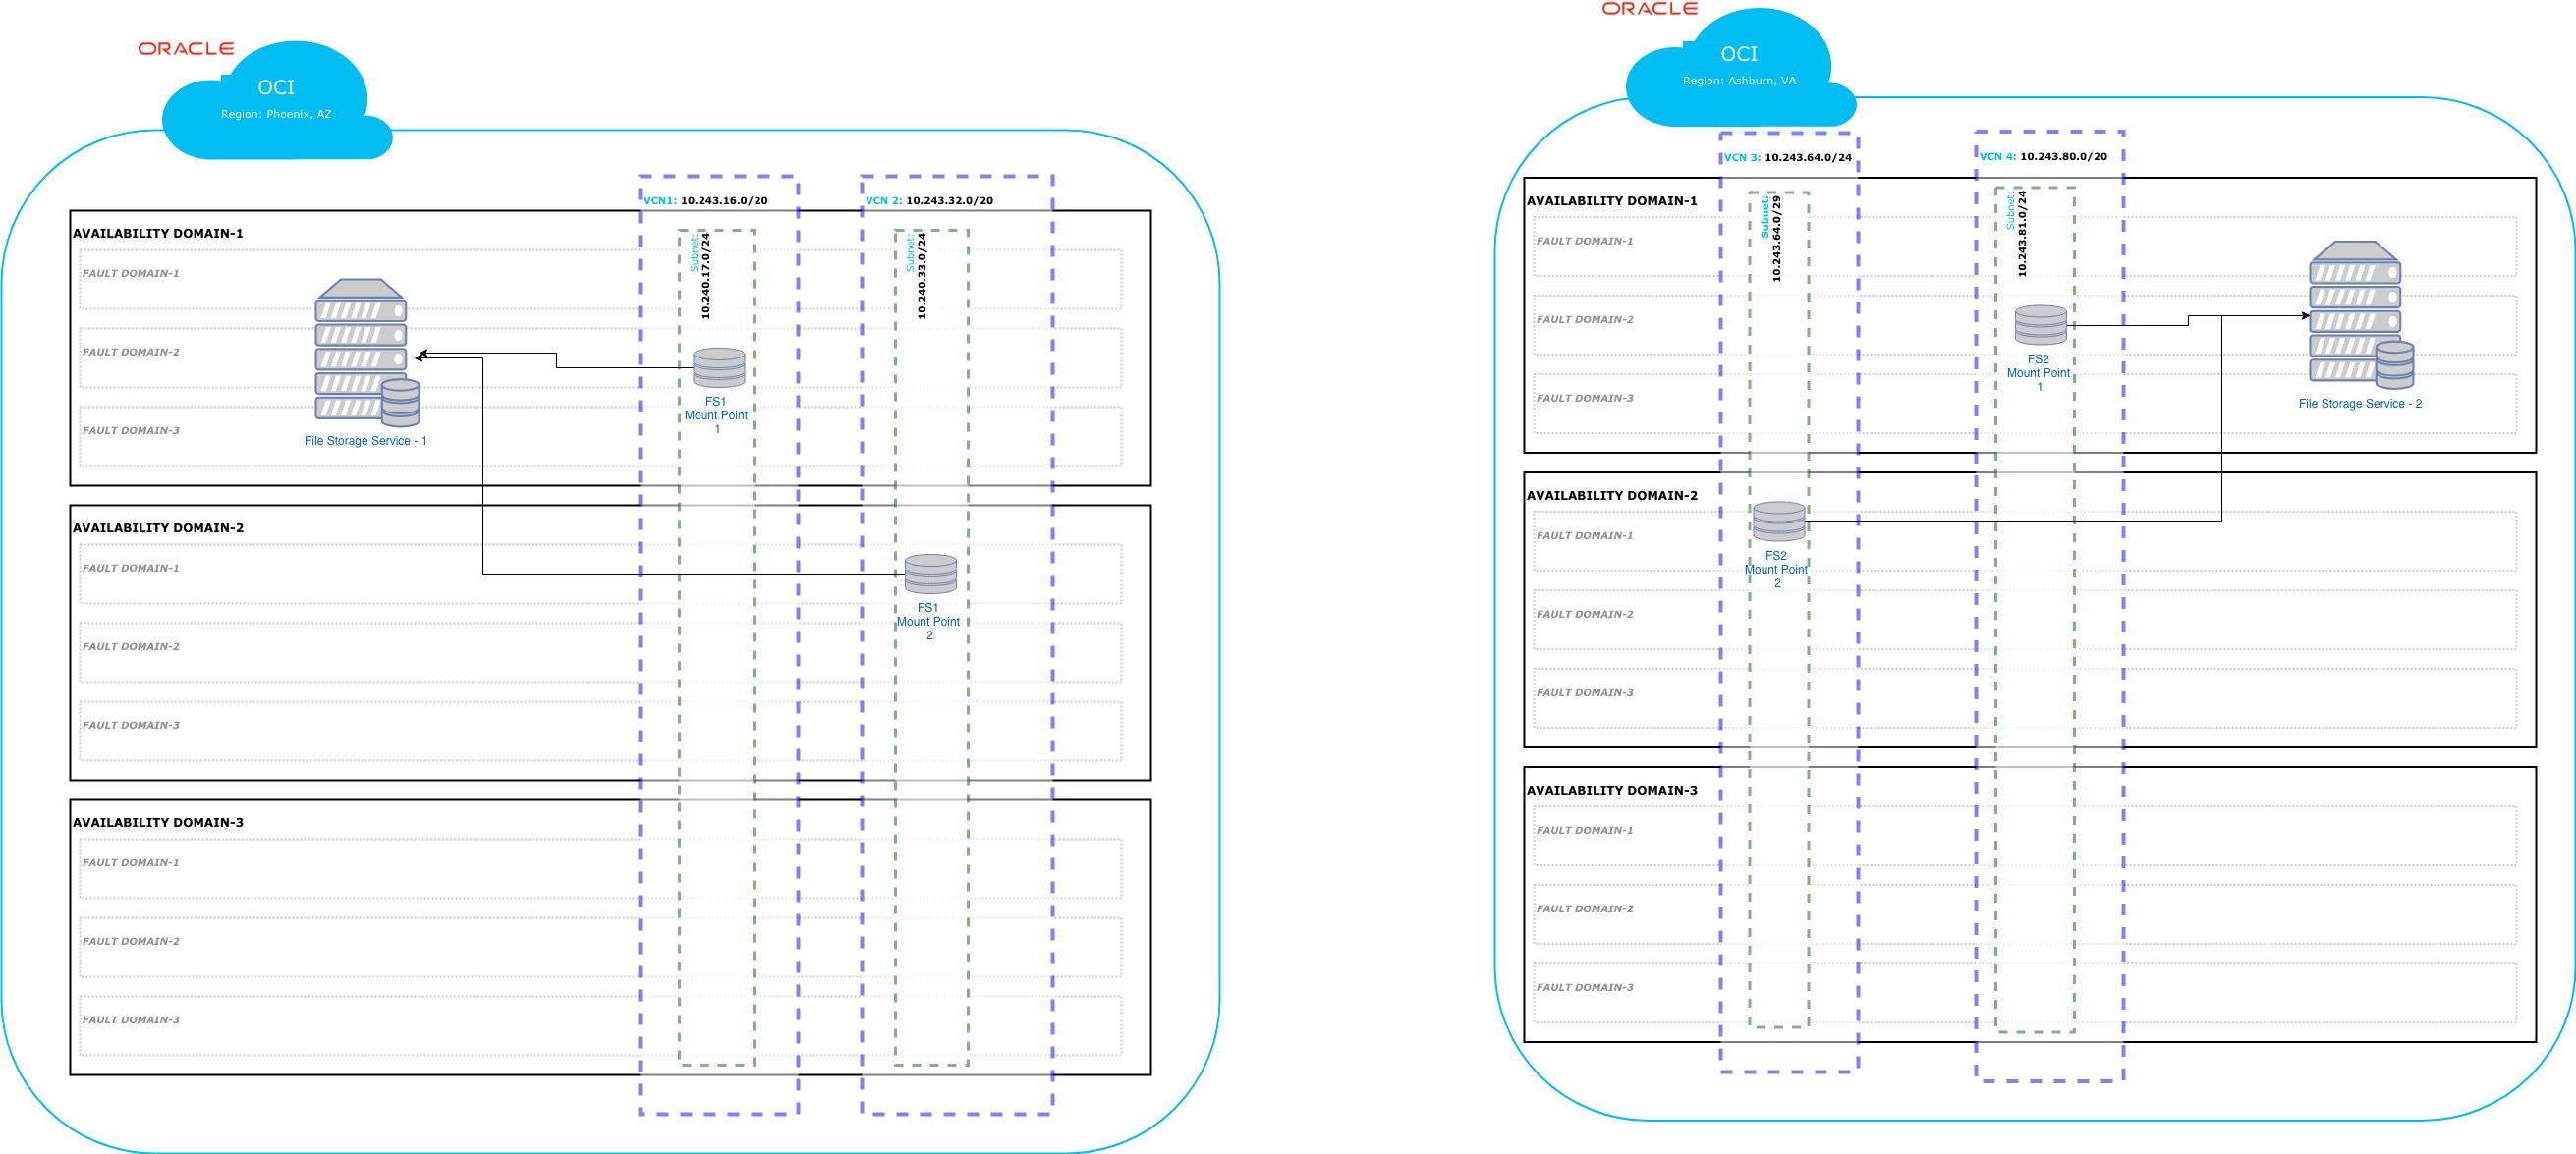 ORACLE
OCI
Region: Phoenix, AZ
VCN1: 10.243.16.0/20
VCN 2: 10.243.32.0/20
AVAILABILITY DOMAIN-1
Subnet:
10.240.17.0/24
Subnet:
10.240.33.0/24
FAULT DOMAIN-1
FAULT DOMAIN-2
FAULT DOMAIN-3
File Storage Service - 1
FS1
Mount Point
1
AVAILABILITY DOMAIN-2
FAULT DOMAIN-1
FAULT DOMAIN-2
FAULT DOMAIN-3
FS1
Mount Point
2
AVAILABILITY DOMAIN-3
FAULT DOMAIN-1
FAULT DOMAIN-2
FAULT DOMAIN-3
ORACLE
OCI
Region: Ashburn, VA
VCN 3: 10.243.64.0/24
VCN 4: 10.243.80.0/20
AVAILABILITY DOMAIN-1
Subnet:
10.243.64.0/29
Subnet:
10.243.81.0/24
FAULT DOMAIN-1
FAULT DOMAIN-2
FAULT DOMAIN-3
FS2
Mount Point
1
File Storage Service - 2
AVAILABILITY DOMAIN-2
FAULT DOMAIN-1
FAULT DOMAIN-2
FAULT DOMAIN-3
FS2
Mount Point
2
AVAILABILITY DOMAIN-3
FAULT DOMAIN-1
FAULT DOMAIN-2
FAULT DOMAIN-3